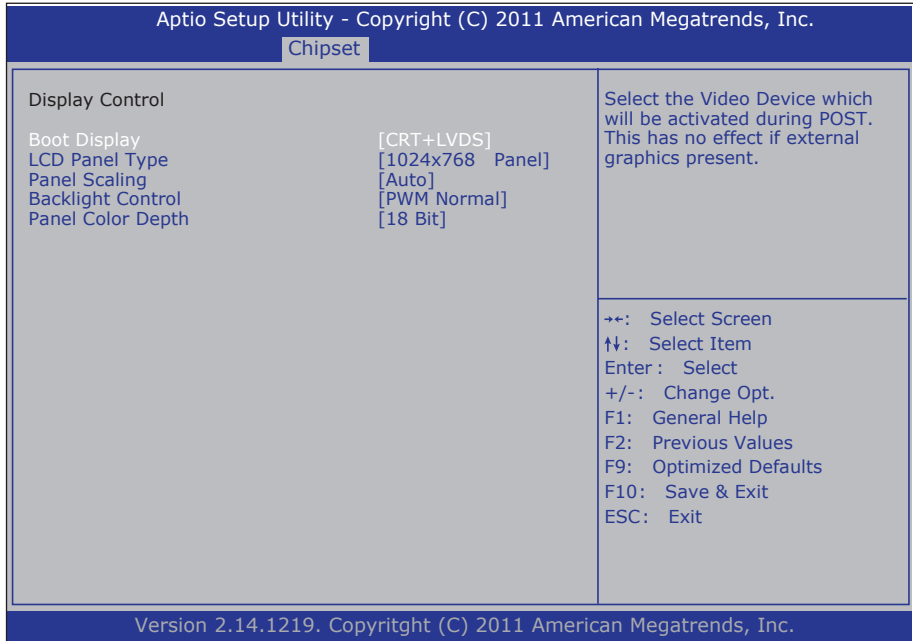 Aptio Setup Utility - Copyright (C) 2011 American Megatrends, Inc.
Chipset
Display Control
Boot Display [CRT+LVDS]
LCD Panel Type [1024x768 Panel]
Panel Scaling [Auto]
Backlight Control [PWM Normal]
Panel Color Depth [18 Bit]
Select the Video Device which
will be activated during POST.
This has no effect if external
graphics present.
→←: Select Screen
↑↓: Select Item
Enter : Select
+/-: Change Opt.
F1: General Help
F2: Previous Values
F9: Optimized Defaults
F10: Save & Exit
ESC: Exit
Version 2.14.1219. Copyritght (C) 2011 American Megatrends, Inc.